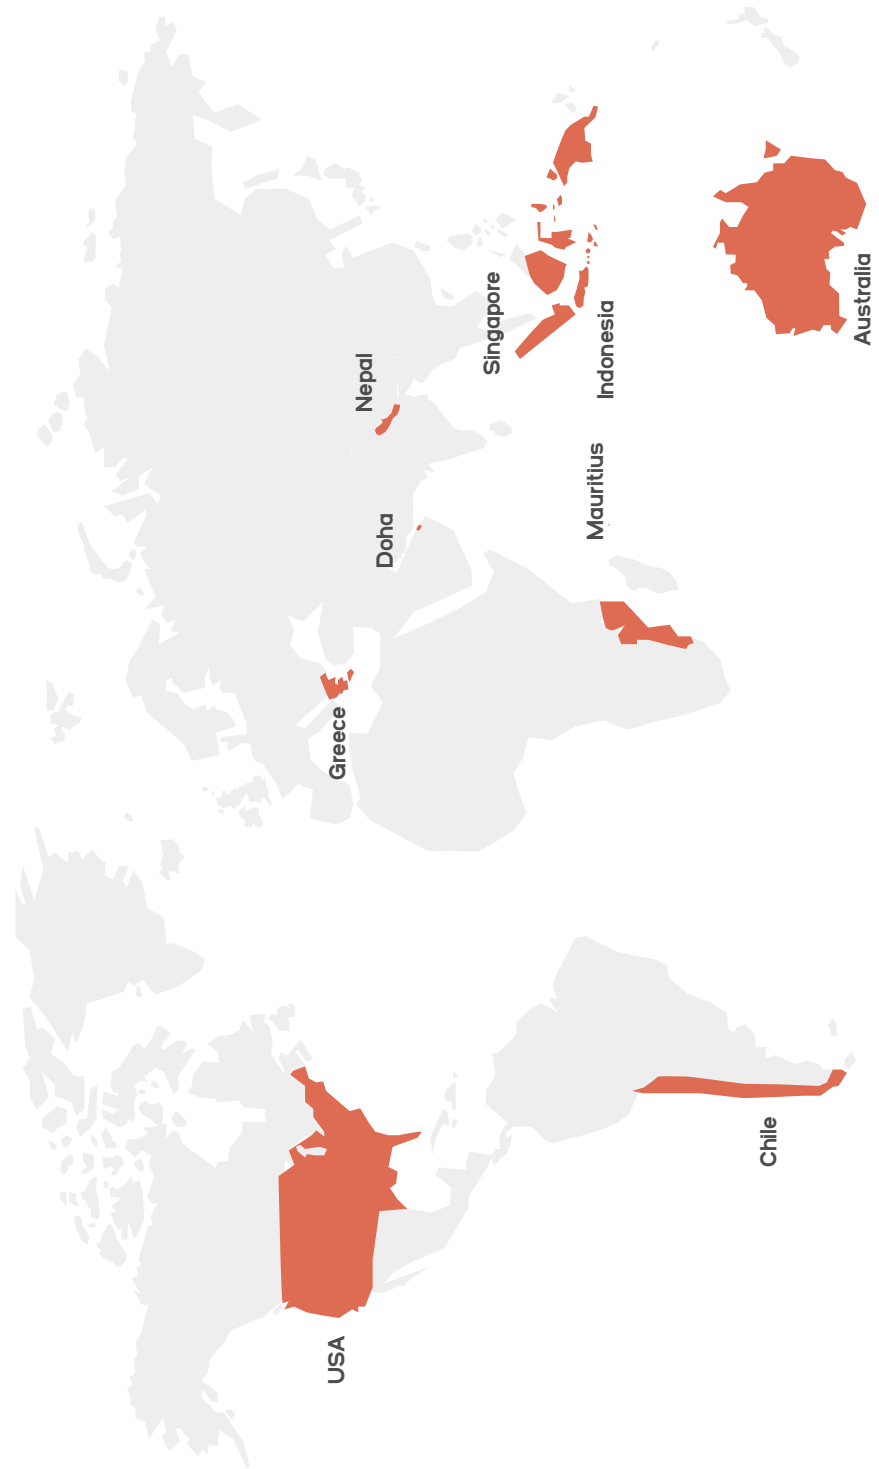 USA
Chile
Greece
Doha
Nepal
Mauritius
Singapore
Indonesia
Australia